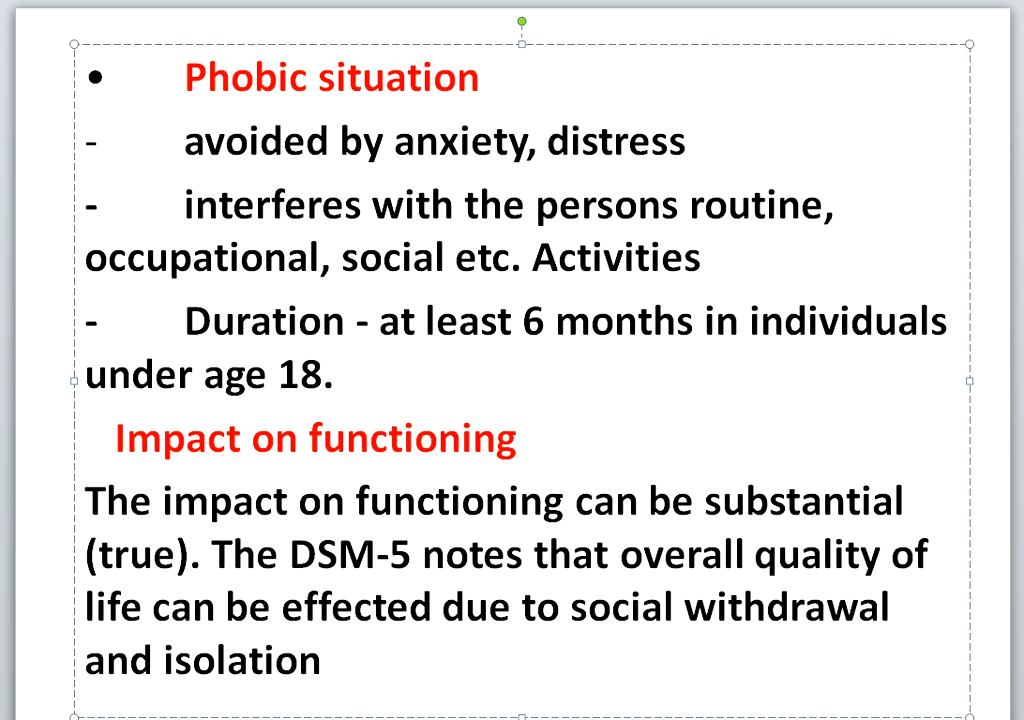 • Phobic situation
- avoided by anxiety, distress
- interferes with the persons routine,
occupational, social etc. Activities
- Duration - at least 6 months in individuals
under age 18.
Impact on functioning
The impact on functioning can be substantial
(true). The DSM-5 notes that overall quality of
life can be effected due to social withdrawal
and isolation